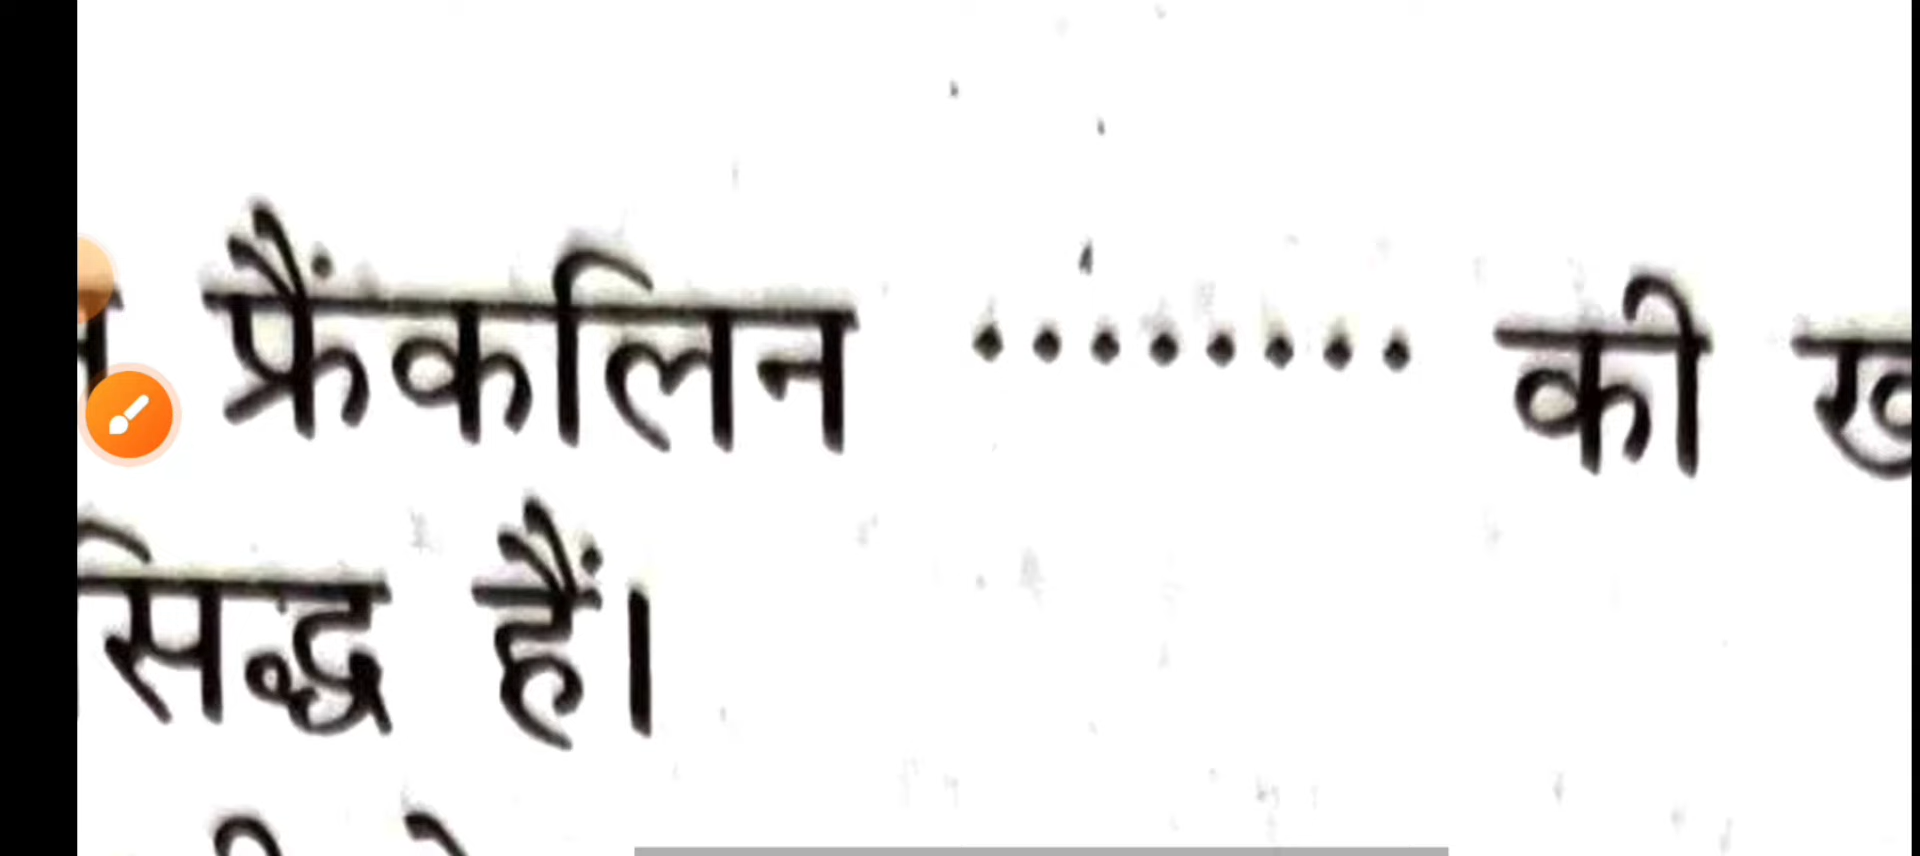 फ्रैंकलिन ........ की
सिद्ध हैं।